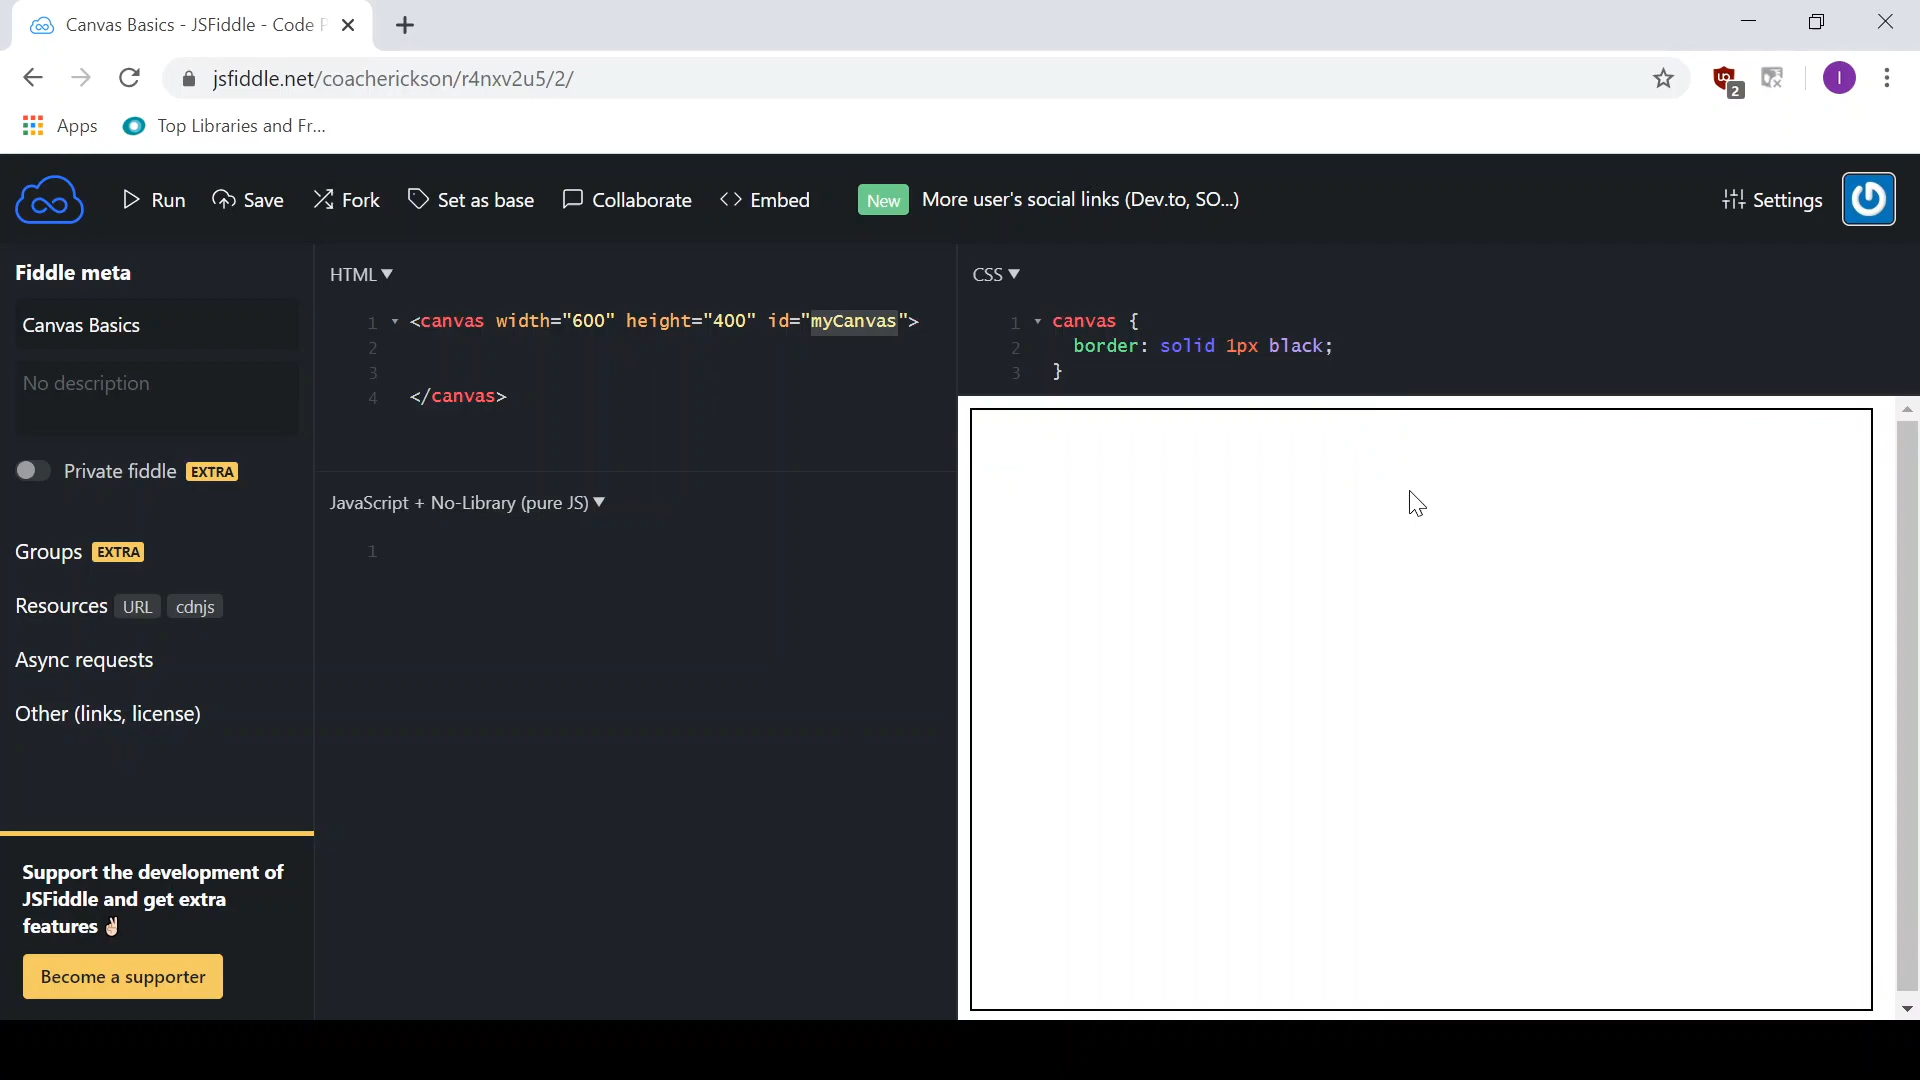 Canvas Basics - JSFiddle - Code P
jsfiddle.net/coacherickson/r4nxv2u5/2/
2
I
Apps
Top Libraries and Fr...
Run
Save
Fork
Set as base
Collaborate
Embed
New
More user's social links (Dev.to, SO...)
Settings
Fiddle meta
Canvas Basics
No description
Private fiddle EXTRA
Groups EXTRA
Resources URL cdnjs
Async requests
Other (links, license)
Support the development of
JSFiddle and get extra
features ✌🏻
Become a supporter
HTML▼
1 <canvas width="600" height="400" id="myCanvas">
2
3
4 </canvas>
JavaScript + No-Library (pure JS)▼
1
CSS▼
1 canvas {
2 border: solid 1px black;
3 }